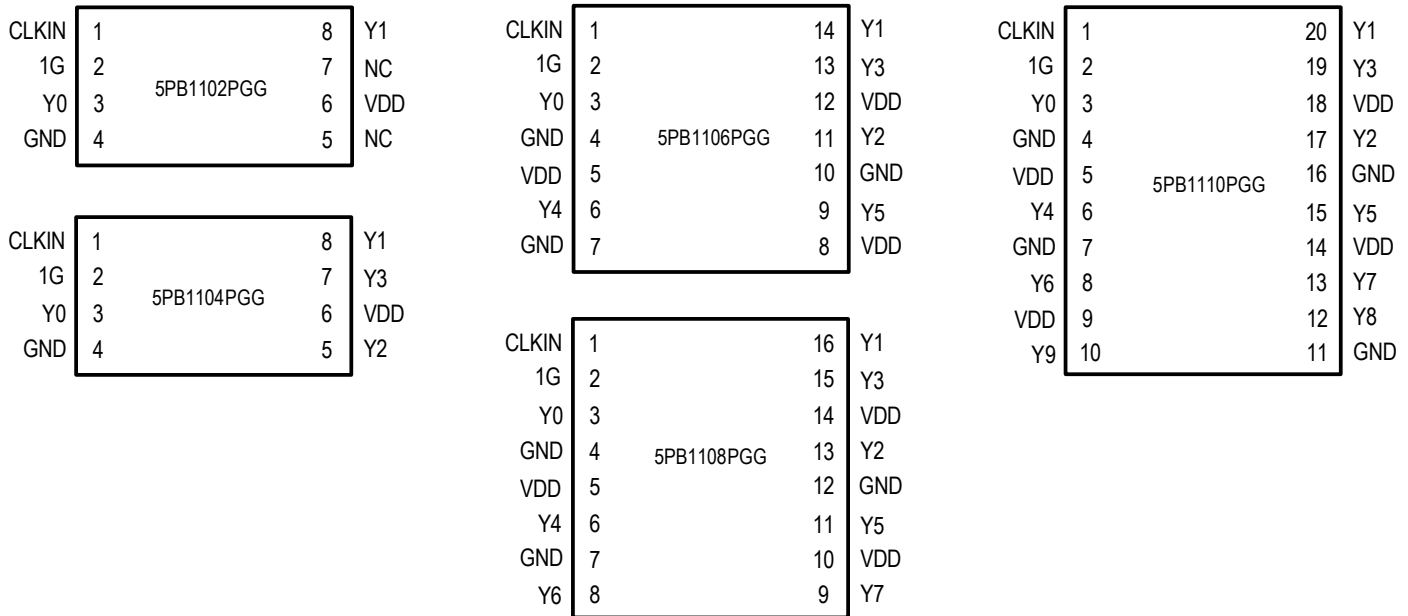 CLKIN 1 8 Y1
1G 2 7 NC
5PB1102PGG
Y0 3 6 VDD
GND 4 5 NC
CLKIN 1 8 Y1
1G 2 7 Y3
5PB1104PGG
Y0 3 6 VDD
GND 4 5 Y2
CLKIN 1 14 Y1
1G 2 13 Y3
Y0 3 12 VDD
GND 4 5PB1106PGG 11 Y2
VDD 5 10 GND
Y4 6 9 Y5
GND 7 8 VDD
CLKIN 1 16 Y1
1G 2 15 Y3
Y0 3 14 VDD
GND 4 5PB1108PGG 13 Y2
VDD 5 12 GND
Y4 6 11 Y5
GND 7 10 VDD
Y6 8 9 Y7
CLKIN 1 20 Y1
1G 2 19 Y3
Y0 3 18 VDD
GND 4 17 Y2
VDD 5 5PB1110PGG 16 GND
Y4 6 15 Y5
GND 7 14 VDD
Y6 8 13 Y7
VDD 9 12 Y8
Y9 10 11 GND